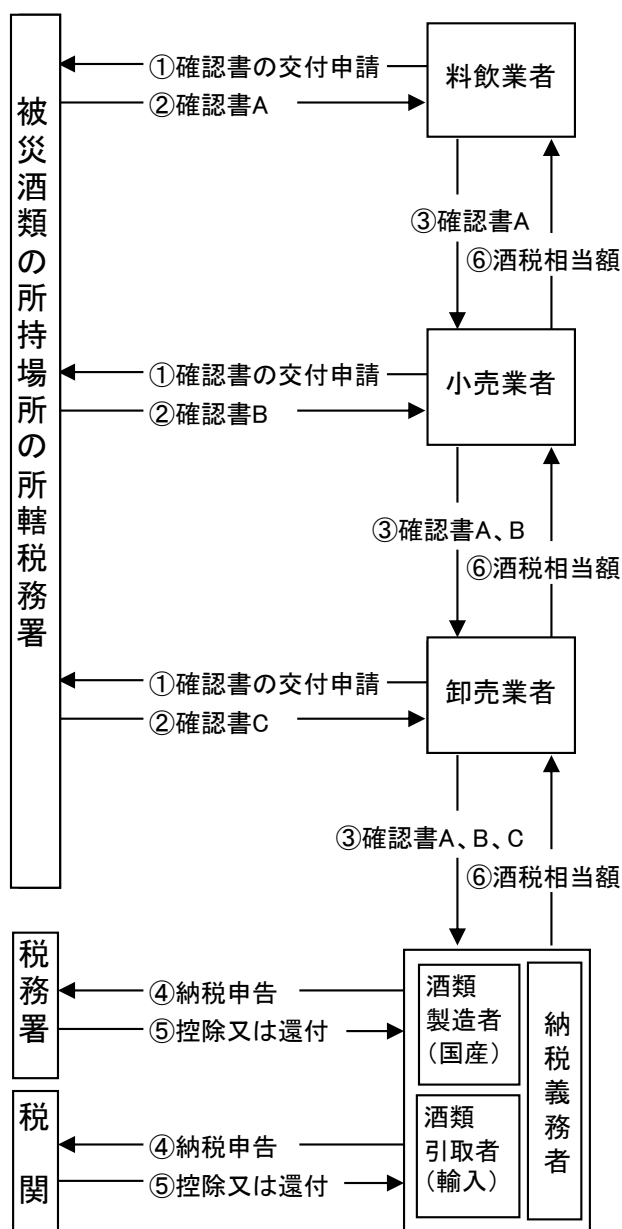 被災酒類の所持場所の所轄税務署
①確認書の交付申請
料飲業者
②確認書A
③確認書A
⑥酒税相当額
①確認書の交付申請
小売業者
②確認書B
③確認書A、B
⑥酒税相当額
①確認書の交付申請
卸売業者
②確認書C
③確認書A、B、C
⑥酒税相当額
税務署
④納税申告
⑤控除又は還付
酒類
製造者
(国産)
納税義務者
税関
④納税申告
⑤控除又は還付
酒類
引取者
(輸入)